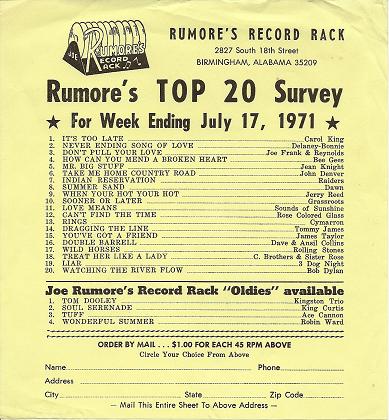 JOE RUMORE'S RECORD RACK
RUMORE'S RECORD RACK
2827 South 18th Street
BIRMINGHAM, ALABAMA 35209
Rumore's TOP 20 Survey
★ For Week Ending July 17, 1971 ★
1. IT'S TOO LATE Carol King
2. NEVER ENDING SONG OF LOVE Delaney-Bonnie
3. DON'T PULL YOUR LOVE Joe Frank & Reynolds
4. HOW CAN YOU MEND A BROKEN HEART Bee Gees
5. MR. BIG STUFF Jean Knight
6. TAKE ME HOME COUNTRY ROAD John Denver
7. INDIAN RESERVATION Raiders
8. SUMMER SAND Dawn
9. WHEN YOUR HOT YOUR HOT Jerry Reed
10. SOONER OR LATER Grassroots
11. LOVE MEANS Sounds of Sunshine
12. CAN'T FIND THE TIME Rose Colored Glass
13. RINGS Cymarron
14. DRAGGING THE LINE Tommy James
15. YOU'VE GOT A FRIEND James Taylor
16. DOUBLE BARRELL Dave & Ansil Collins
17. WILD HORSES Rolling Stones
18. TREAT HER LIKE A LADY C. Brothers & Sister Rose
19. LIAR 3 Dog Night
20. WATCHING THE RIVER FLOW Bob Dylan
Joe Rumore's Record Rack "Oldies" available
1. TOM DOOLEY Kingston Trio
2. SOUL SERENADE King Curtis
3. TUFF Ace Cannon
4. WONDERFUL SUMMER Robin Ward
ORDER BY MAIL . . . $1.00 FOR EACH 45 RPM ABOVE
Circle Your Choice From Above
Name Phone
Address
City State Zip Code
— Mail This Entire Sheet To Above Address —